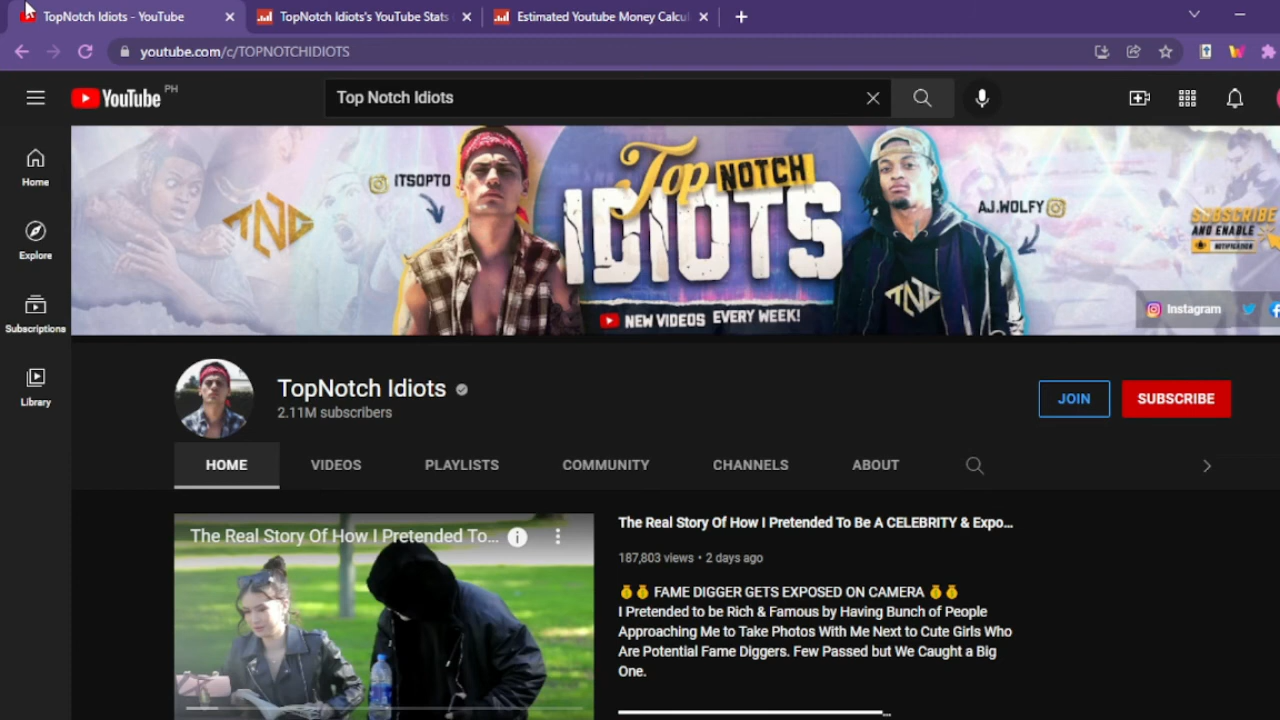 TopNotch Idiots - YouTube
TopNotch Idiots's YouTube Stats
Estimated Youtube Money Calcul
youtube.com/c/TOPNOTCHIDIOTS
YouTube PH
Top Notch Idiots
Home
Explore
Subscriptions
Library
TNG
ITSOPTO
Top NOTCH
IDIOTS
NEW VIDEOS EVERY WEEK!
AJ.WOLFY
TNG
SUBSCRIBE
AND ENABLE
NOTIFICATION
Instagram
TopNotch Idiots
2.11M subscribers
JOIN
SUBSCRIBE
HOME
VIDEOS
PLAYLISTS
COMMUNITY
CHANNELS
ABOUT
The Real Story Of How I Pretended To...
The Real Story Of How I Pretended To Be A CELEBRITY & Expo...
187,803 views • 2 days ago
💰💰 FAME DIGGER GETS EXPOSED ON CAMERA 💰💰
I Pretended to be Rich & Famous by Having Bunch of People
Approaching Me to Take Photos With Me Next to Cute Girls Who
Are Potential Fame Diggers. Few Passed but We Caught a Big
One.